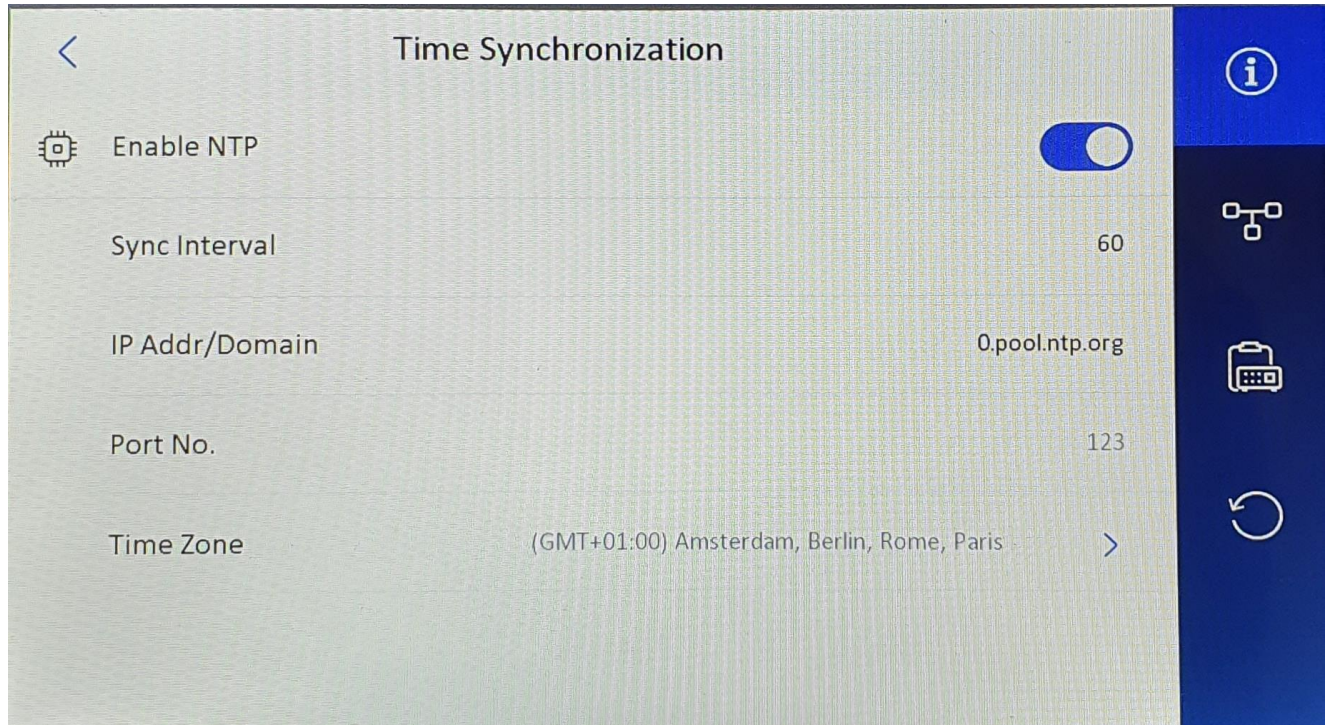 Time Synchronization
Enable NTP
Sync Interval 60
IP Addr/Domain 0.pool.ntp.org
Port No. 123
Time Zone (GMT+01:00) Amsterdam, Berlin, Rome, Paris